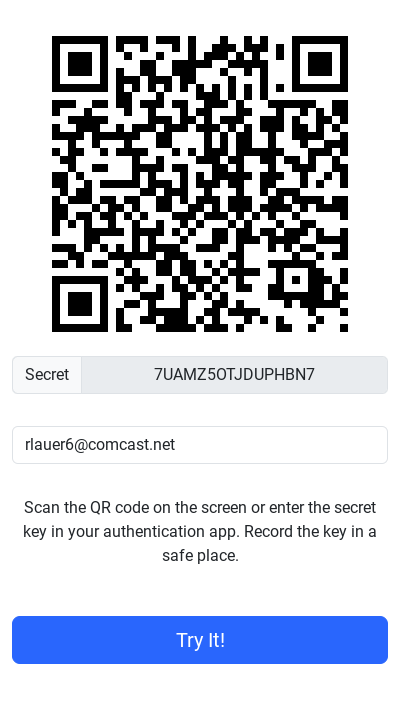 Secret
7UAMZ5OTJDUPHBN7
rlauer6@comcast.net
Scan the QR code on the screen or enter the secret
key in your authentication app. Record the key in a
safe place.
Try It!